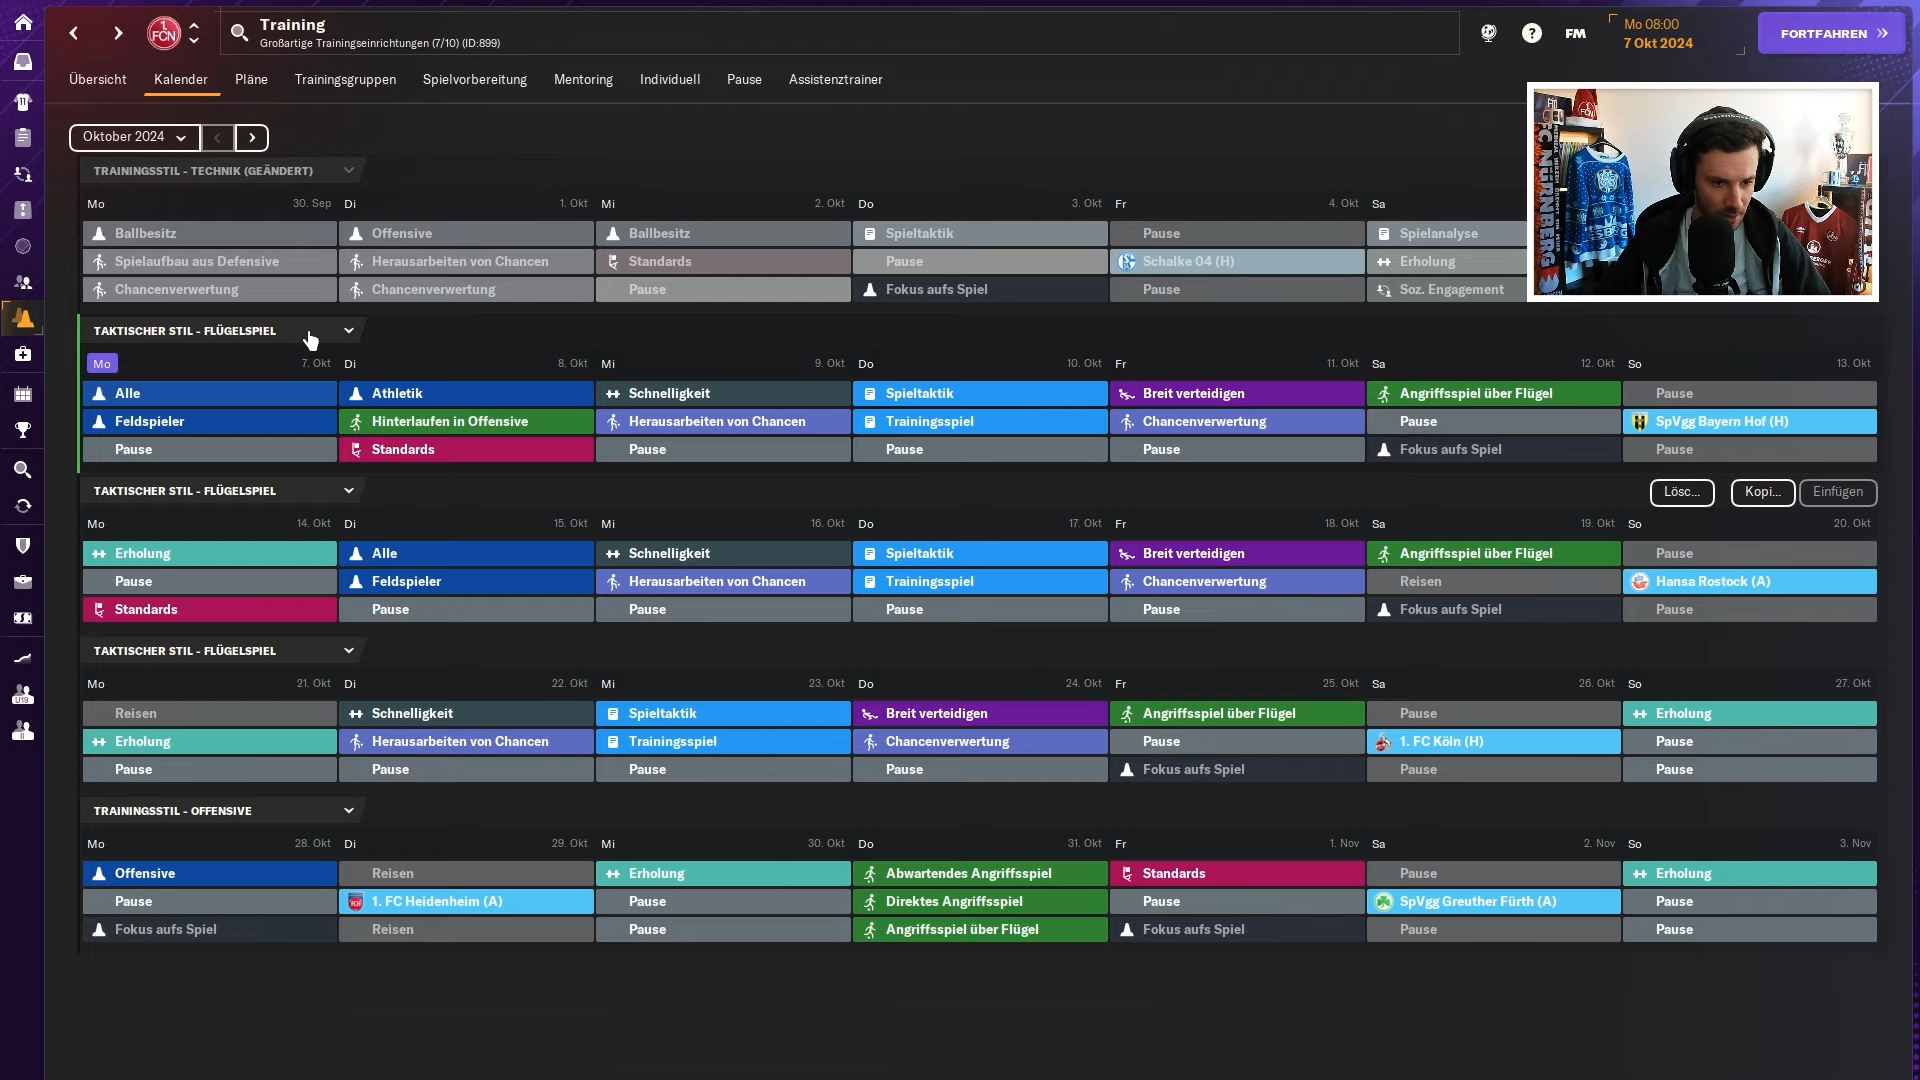 1. FCN
Training
Großartige Trainingseinrichtungen (7/10) (ID:899)
FM
Mo 08:00
7 Okt 2024
FORTFAHREN
Übersicht Kalender Pläne Trainingsgruppen Spielvorbereitung Mentoring Individuell Pause Assistenztrainer
Oktober 2024
TRAININGSSTIL - TECHNIK (GEÄNDERT)
Mo 30. Sep Di 1. Okt Mi 2. Okt Do 3. Okt Fr 4. Okt Sa
Ballbesitz Offensive Ballbesitz Spieltaktik Pause Spielanalyse
Spielaufbau aus Defensive Herausarbeiten von Chancen Standards Pause Schalke 04 (H) Erholung
Chancenverwertung Chancenverwertung Pause Fokus aufs Spiel Pause Soz. Engagement
FC NÜRNBERG
TAKTISCHER STIL - FLÜGELSPIEL
Mo 7. Okt Di 8. Okt Mi 9. Okt Do 10. Okt Fr 11. Okt Sa 12. Okt So 13. Okt
Alle Athletik Schnelligkeit Spieltaktik Breit verteidigen Angriffsspiel über Flügel Pause
Feldspieler Hinterlaufen in Offensive Herausarbeiten von Chancen Trainingsspiel Chancenverwertung Pause SpVgg Bayern Hof (H)
Pause Standards Pause Pause Pause Fokus aufs Spiel Pause
TAKTISCHER STIL - FLÜGELSPIEL Lösc... Kopi... Einfügen
Mo 14. Okt Di 15. Okt Mi 16. Okt Do 17. Okt Fr 18. Okt Sa 19. Okt So 20. Okt
Erholung Alle Schnelligkeit Spieltaktik Breit verteidigen Angriffsspiel über Flügel Pause
Pause Feldspieler Herausarbeiten von Chancen Trainingsspiel Chancenverwertung Reisen Hansa Rostock (A)
Standards Pause Pause Pause Pause Fokus aufs Spiel Pause
TAKTISCHER STIL - FLÜGELSPIEL
Mo 21. Okt Di 22. Okt Mi 23. Okt Do 24. Okt Fr 25. Okt Sa 26. Okt So 27. Okt
Reisen Schnelligkeit Spieltaktik Breit verteidigen Angriffsspiel über Flügel Pause Erholung
Erholung Herausarbeiten von Chancen Trainingsspiel Chancenverwertung Pause 1. FC Köln (H) Pause
Pause Pause Pause Pause Fokus aufs Spiel Pause Pause
TRAININGSSTIL - OFFENSIVE
Mo 28. Okt Di 29. Okt Mi 30. Okt Do 31. Okt Fr 1. Nov Sa 2. Nov So 3. Nov
Offensive Reisen Erholung Abwartendes Angriffsspiel Standards Pause Erholung
Pause 1. FC Heidenheim (A) Pause Direktes Angriffsspiel Pause SpVgg Greuther Fürth (A) Pause
Fokus aufs Spiel Reisen Pause Angriffsspiel über Flügel Fokus aufs Spiel Pause Pause
U19
II